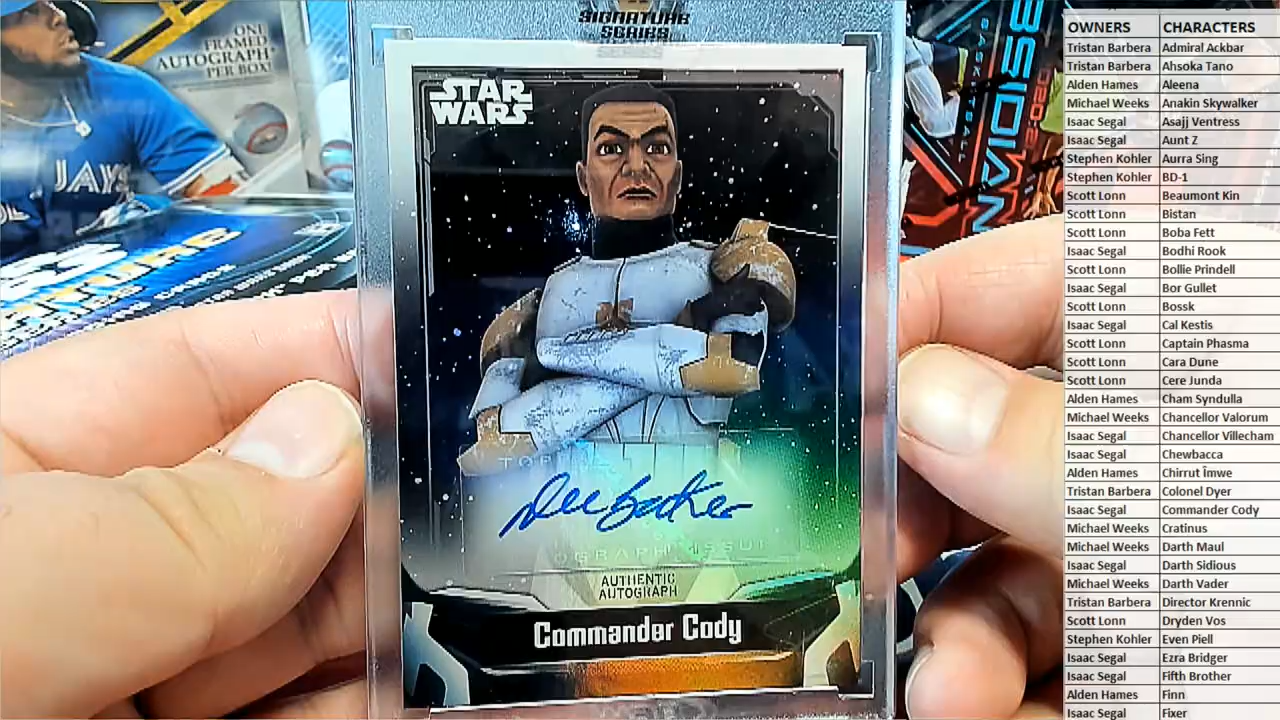 SIGNATURE
SERIES
ONE
FRAMED
AUTOGRAPH
PER BOX!
JAYS
STAR
WARS
Dee Baker
AUTHENTIC
AUTOGRAPH
Commander Cody
BASKETBALL
OWNERS CHARACTERS
Tristan Barbera Admiral Ackbar
Tristan Barbera Ahsoka Tano
Alden Hames Aleena
Michael Weeks Anakin Skywalker
Isaac Segal Asajj Ventress
Isaac Segal Aunt Z
Stephen Kohler Aurra Sing
Stephen Kohler BD-1
Scott Lonn Beaumont Kin
Scott Lonn Bistan
Scott Lonn Boba Fett
Isaac Segal Bodhi Rook
Scott Lonn Bollie Prindell
Isaac Segal Bor Gullet
Scott Lonn Bossk
Isaac Segal Cal Kestis
Scott Lonn Captain Phasma
Scott Lonn Cara Dune
Scott Lonn Cere Junda
Alden Hames Cham Syndulla
Michael Weeks Chancellor Valorum
Isaac Segal Chancellor Villecham
Isaac Segal Chewbacca
Alden Hames Chirrut Îmwe
Tristan Barbera Colonel Dyer
Isaac Segal Commander Cody
Michael Weeks Cratinus
Michael Weeks Darth Maul
Isaac Segal Darth Sidious
Michael Weeks Darth Vader
Tristan Barbera Director Krennic
Scott Lonn Dryden Vos
Stephen Kohler Even Piell
Isaac Segal Ezra Bridger
Isaac Segal Fifth Brother
Alden Hames Finn
Isaac Segal Fixer